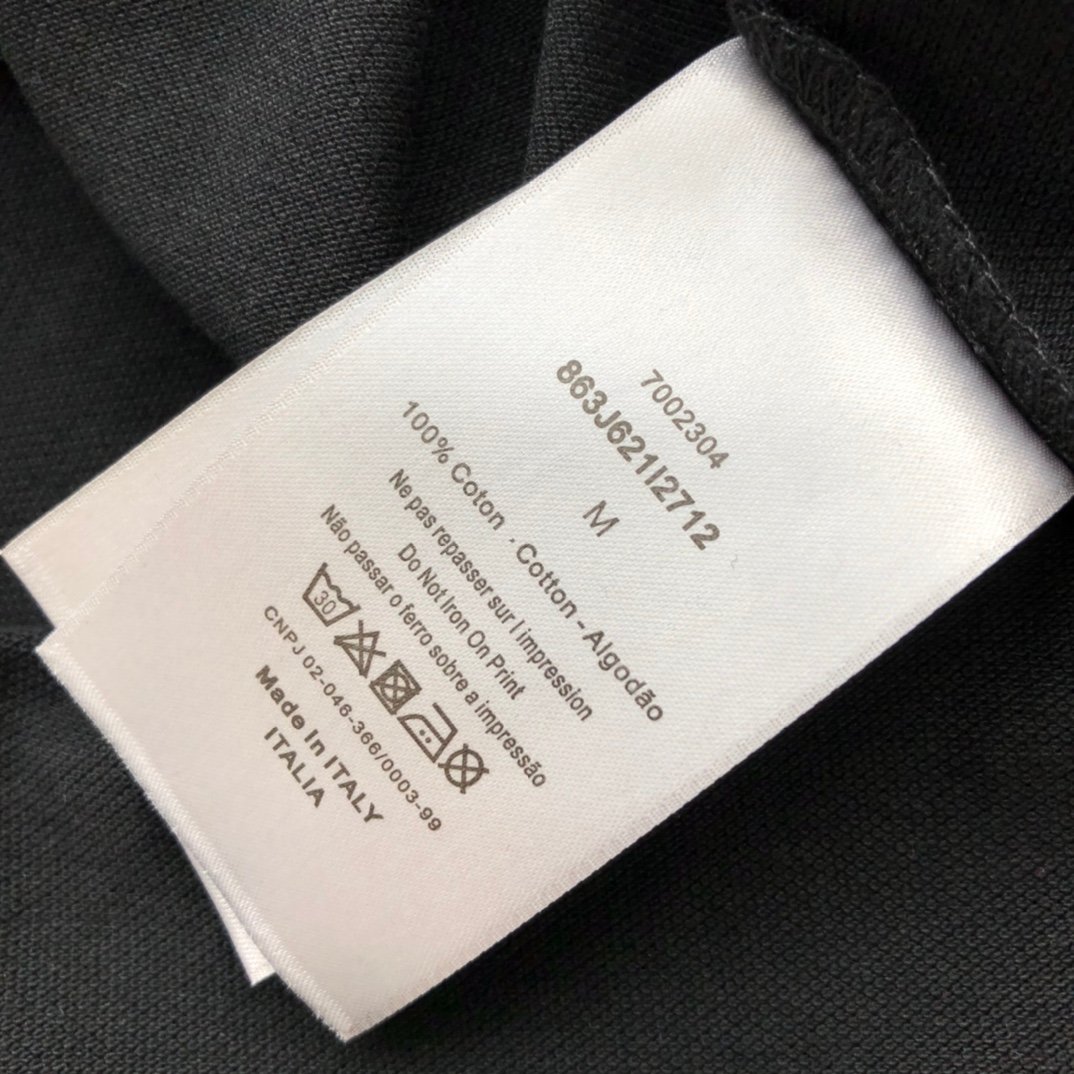 7002304
863J621I2712
M
100% Coton . Cotton - Algodão
Ne pas repasser sur l impression
Do Not Iron On Print
Não passar o ferro sobre a impressão
30
CNPJ 02-046-366/0003-99
Made In ITALY
ITALIA